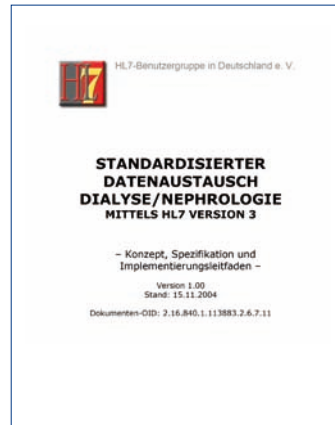 HL7
HL7-Benutzergruppe in Deutschland e. V.
STANDARDISIERTER
DATENAUSTAUSCH
DIALYSE/NEPHROLOGIE
MITTELS HL7 VERSION 3
– Konzept, Spezifikation und
Implementierungsleitfaden –
Version 1.00
Stand: 15.11.2004
Dokumenten-OID: 2.16.840.1.113883.2.6.7.11